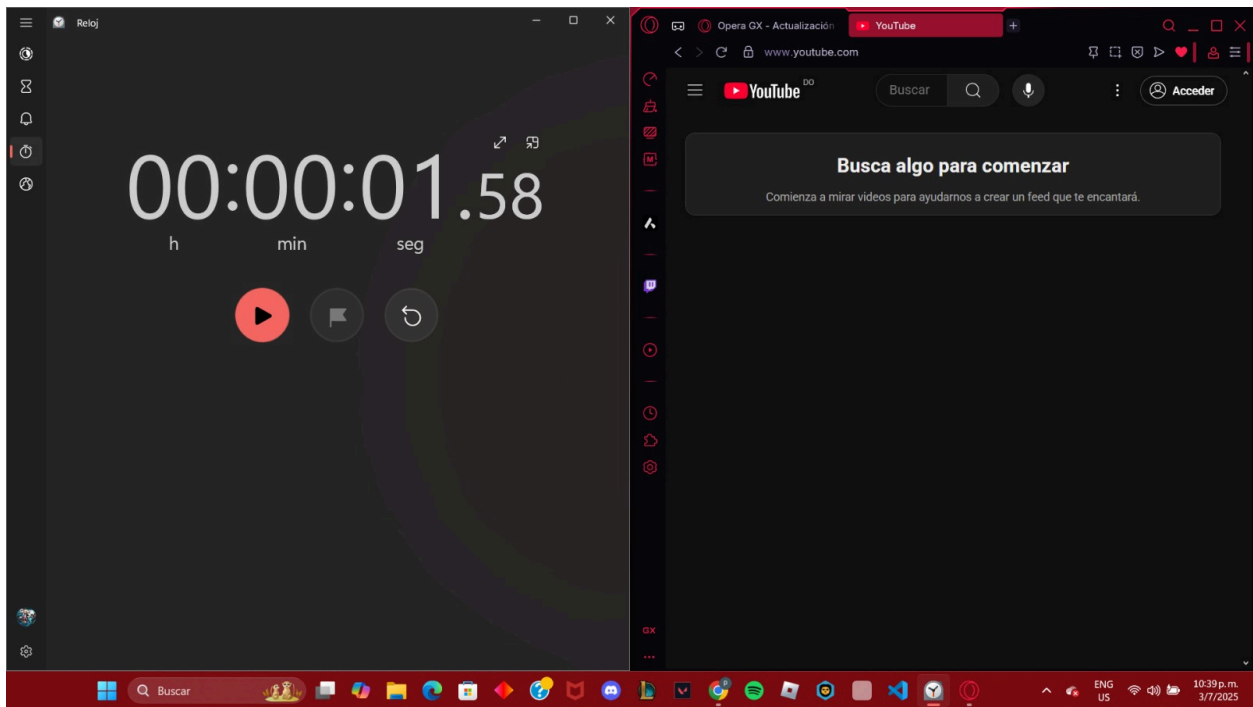 Reloj
00:00:01.58
h min seg
Opera GX - Actualización
YouTube
www.youtube.com
YouTube DO
Buscar
Acceder
Busca algo para comenzar
Comienza a mirar videos para ayudarnos a crear un feed que te encantará.
GX
Buscar
ENG
US
10:39 p.m.
3/7/2025